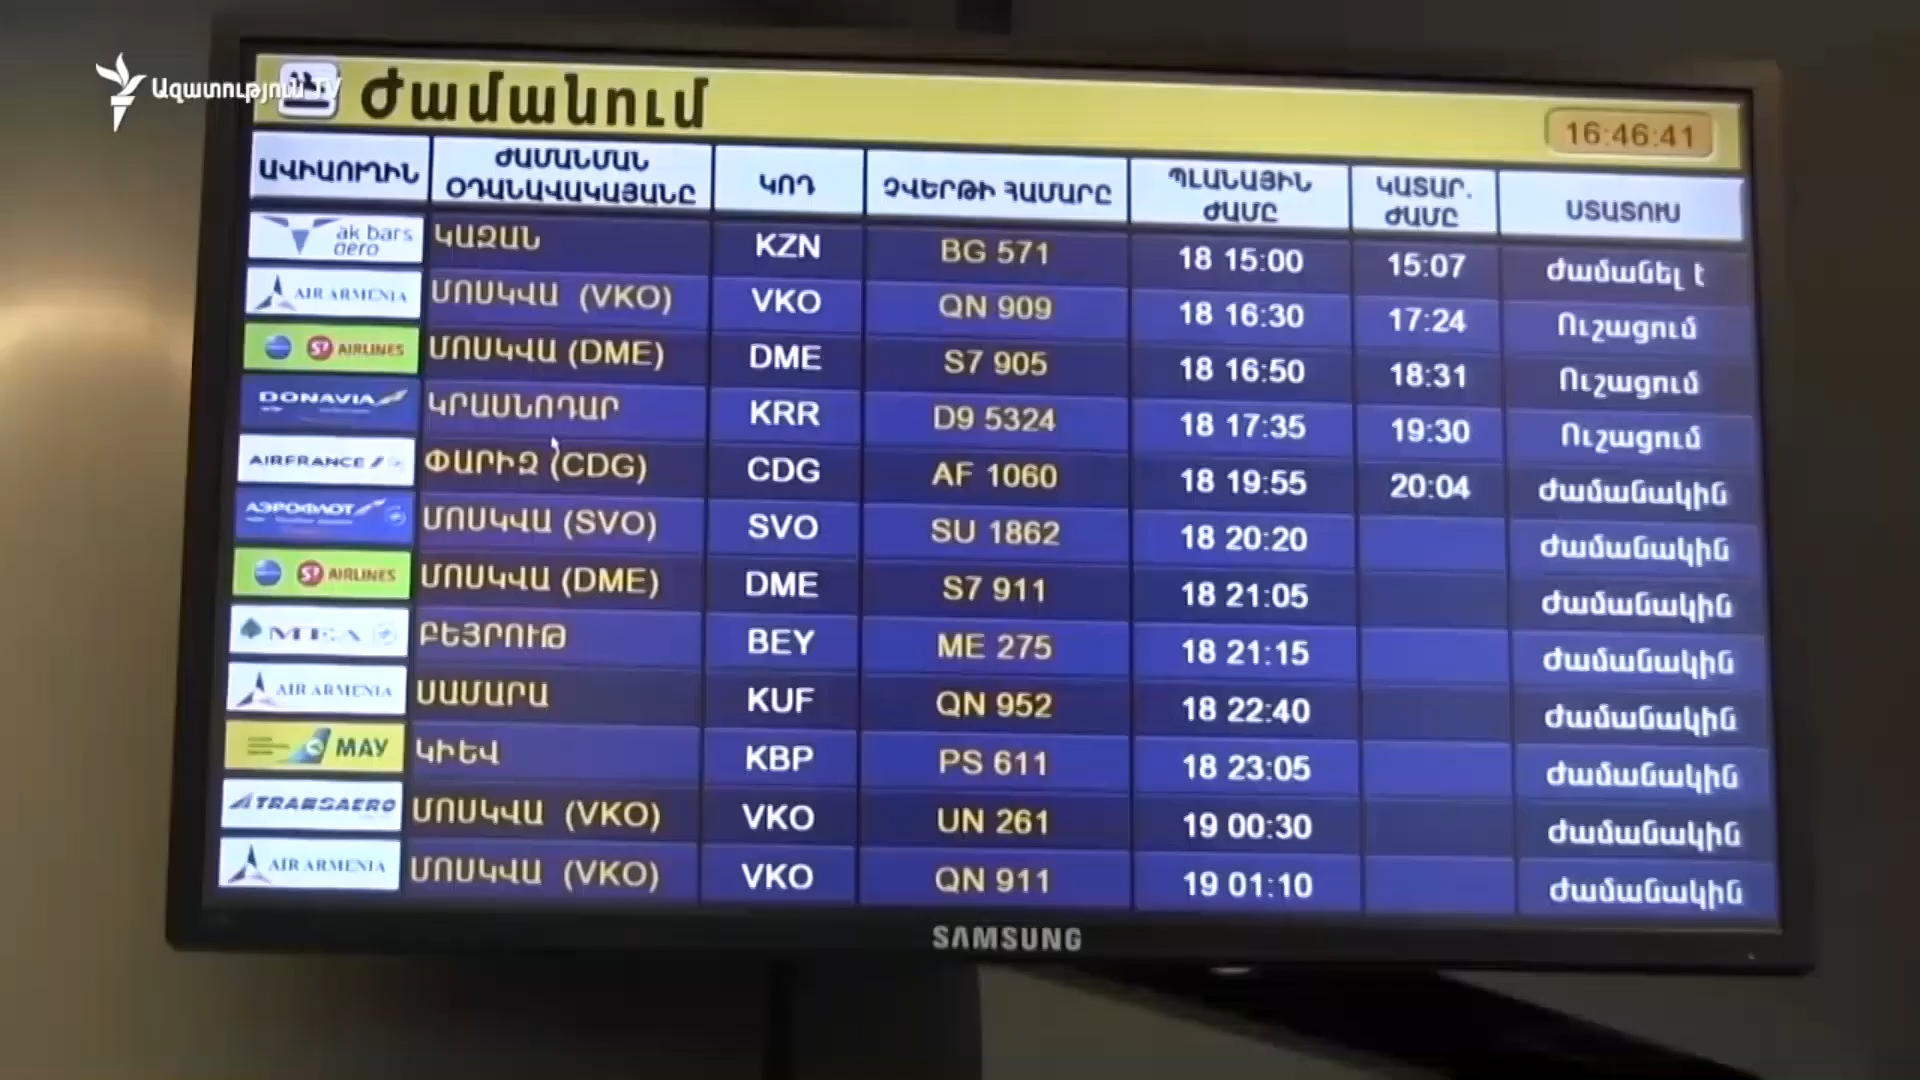 Ազատություն TV
Ժամանում
16:46:41
ԱՎԻԱՈՒՂԻՆ ԺԱՄԱՆՄԱՆ ՕԴԱՆԱՎԱԿԱՅԱՆԸ ԿՈԴ ՉՎԵՐԹԻ ՀԱՄԱՐԸ ՊԼԱՆԱՅԻՆ ԺԱՄԸ ԿԱՏԱՐ. ԺԱՄԸ ՍՏԱՏՈՒՍ
ak bars aero ԿԱԶԱՆ KZN BG 571 18 15:00 15:07 Ժամանել է
AIR ARMENIA ՄՈՍԿՎԱ (VKO) VKO QN 909 18 16:30 17:24 Ուշացում
S7 AIRLINES ՄՈՍԿՎԱ (DME) DME S7 905 18 16:50 18:31 Ուշացում
DONAVIA ԿՐԱՍՆՈԴԱՐ KRR D9 5324 18 17:35 19:30 Ուշացում
AIRFRANCE ՓԱՐԻԶ (CDG) CDG AF 1060 18 19:55 20:04 Ժամանակին
АЭРОФЛОТ ՄՈՍԿՎԱ (SVO) SVO SU 1862 18 20:20 Ժամանակին
S7 AIRLINES ՄՈՍԿՎԱ (DME) DME S7 911 18 21:05 Ժամանակին
MEA ԲԵՅՐՈՒԹ BEY ME 275 18 21:15 Ժամանակին
AIR ARMENIA ՍԱՄԱՐԱ KUF QN 952 18 22:40 Ժամանակին
МАУ ԿԻԵՎ KBP PS 611 18 23:05 Ժամանակին
TRANSAERO ՄՈՍԿՎԱ (VKO) VKO UN 261 19 00:30 Ժամանակին
AIR ARMENIA ՄՈՍԿՎԱ (VKO) VKO QN 911 19 01:10 Ժամանակին
SAMSUNG